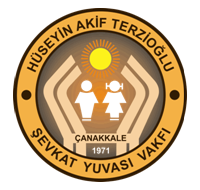 HÜSEYİN AKİF TERZİOĞLU
ÇANAKKALE
1971
ŞEVKAT YUVASI VAKFI